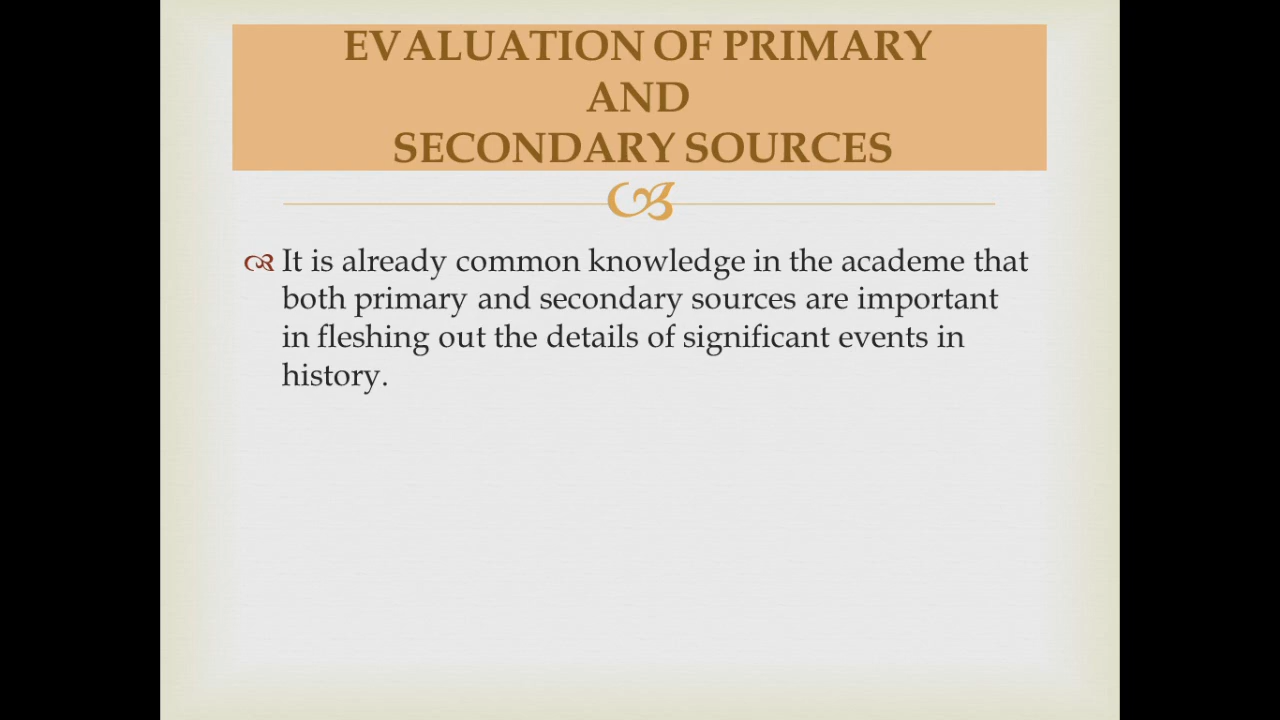 EVALUATION OF PRIMARY
AND
SECONDARY SOURCES
It is already common knowledge in the academe that
both primary and secondary sources are important
in fleshing out the details of significant events in
history.